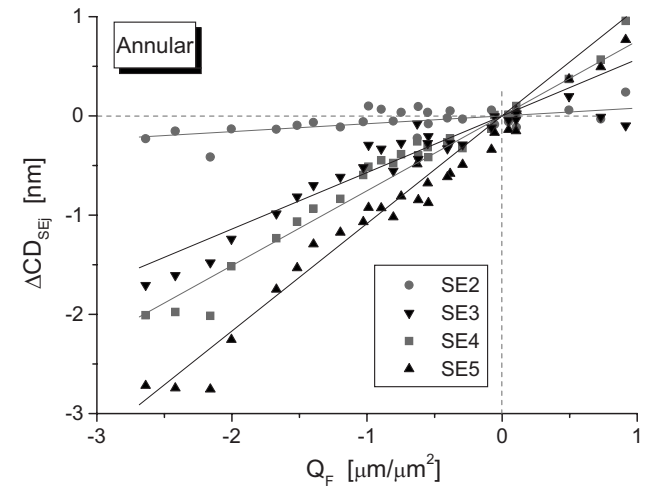 Annular
1
0
-1
-2
-3
ΔCD_SEj [nm]
SE2
SE3
SE4
SE5
-3 -2 -1 0 1
Q_F [μm/μm²]